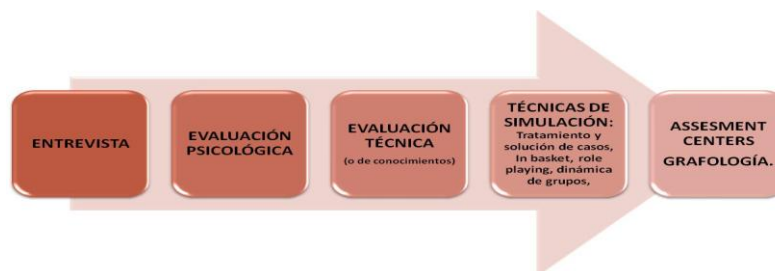 ENTREVISTA
EVALUACIÓN
PSICOLÓGICA
EVALUACIÓN
TÉCNICA
(o de conocimientos)
TÉCNICAS DE
SIMULACIÓN:
Tratamiento y
solución de casos,
In basket, role
playing, dinámica
de grupos,
ASSESMENT
CENTERS
GRAFOLOGÍA.